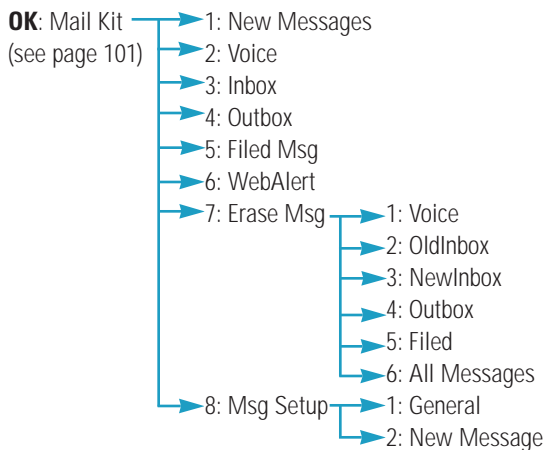 OK: Mail Kit
(see page 101)
1: New Messages
2: Voice
3: Inbox
4: Outbox
5: Filed Msg
6: WebAlert
7: Erase Msg
1: Voice
2: OldInbox
3: NewInbox
4: Outbox
5: Filed
6: All Messages
8: Msg Setup
1: General
2: New Message